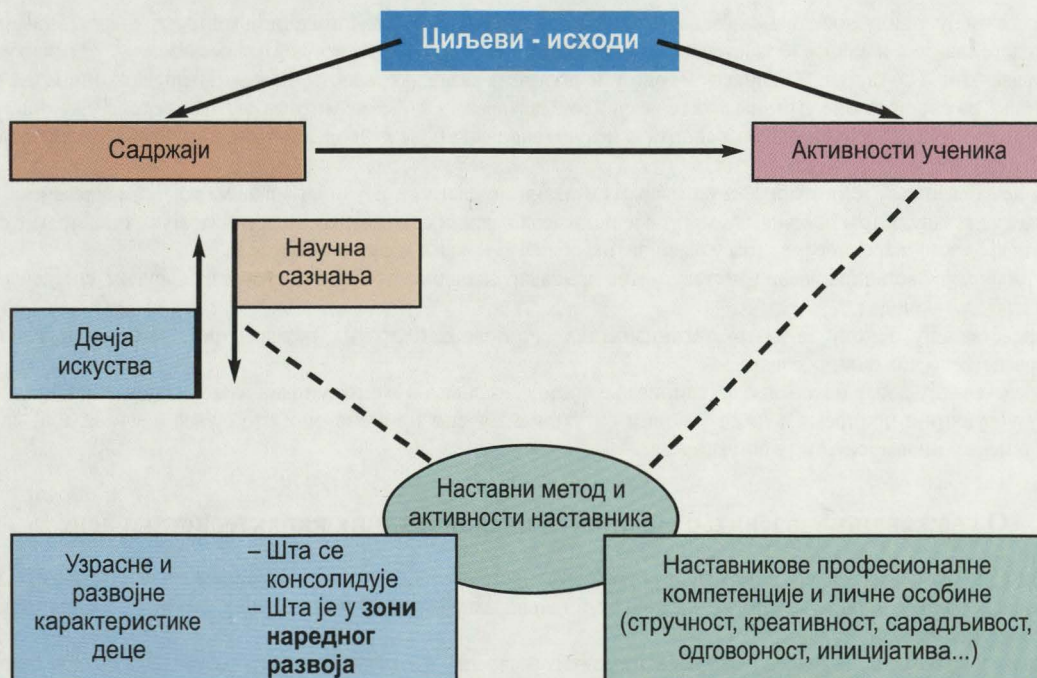 Циљеви - исходи
Садржаји
Активности ученика
Научна
сазнања
Дечја
искуства
Наставни метод и
активности наставника
Узрасне и
развојне
карактеристике
деце
– Шта се
консолидује
– Шта је у зони
наредног
развоја
Наставникове професионалне
компетенције и личне особине
(стручност, креативност, сарадљивост,
одговорност, иницијатива...)